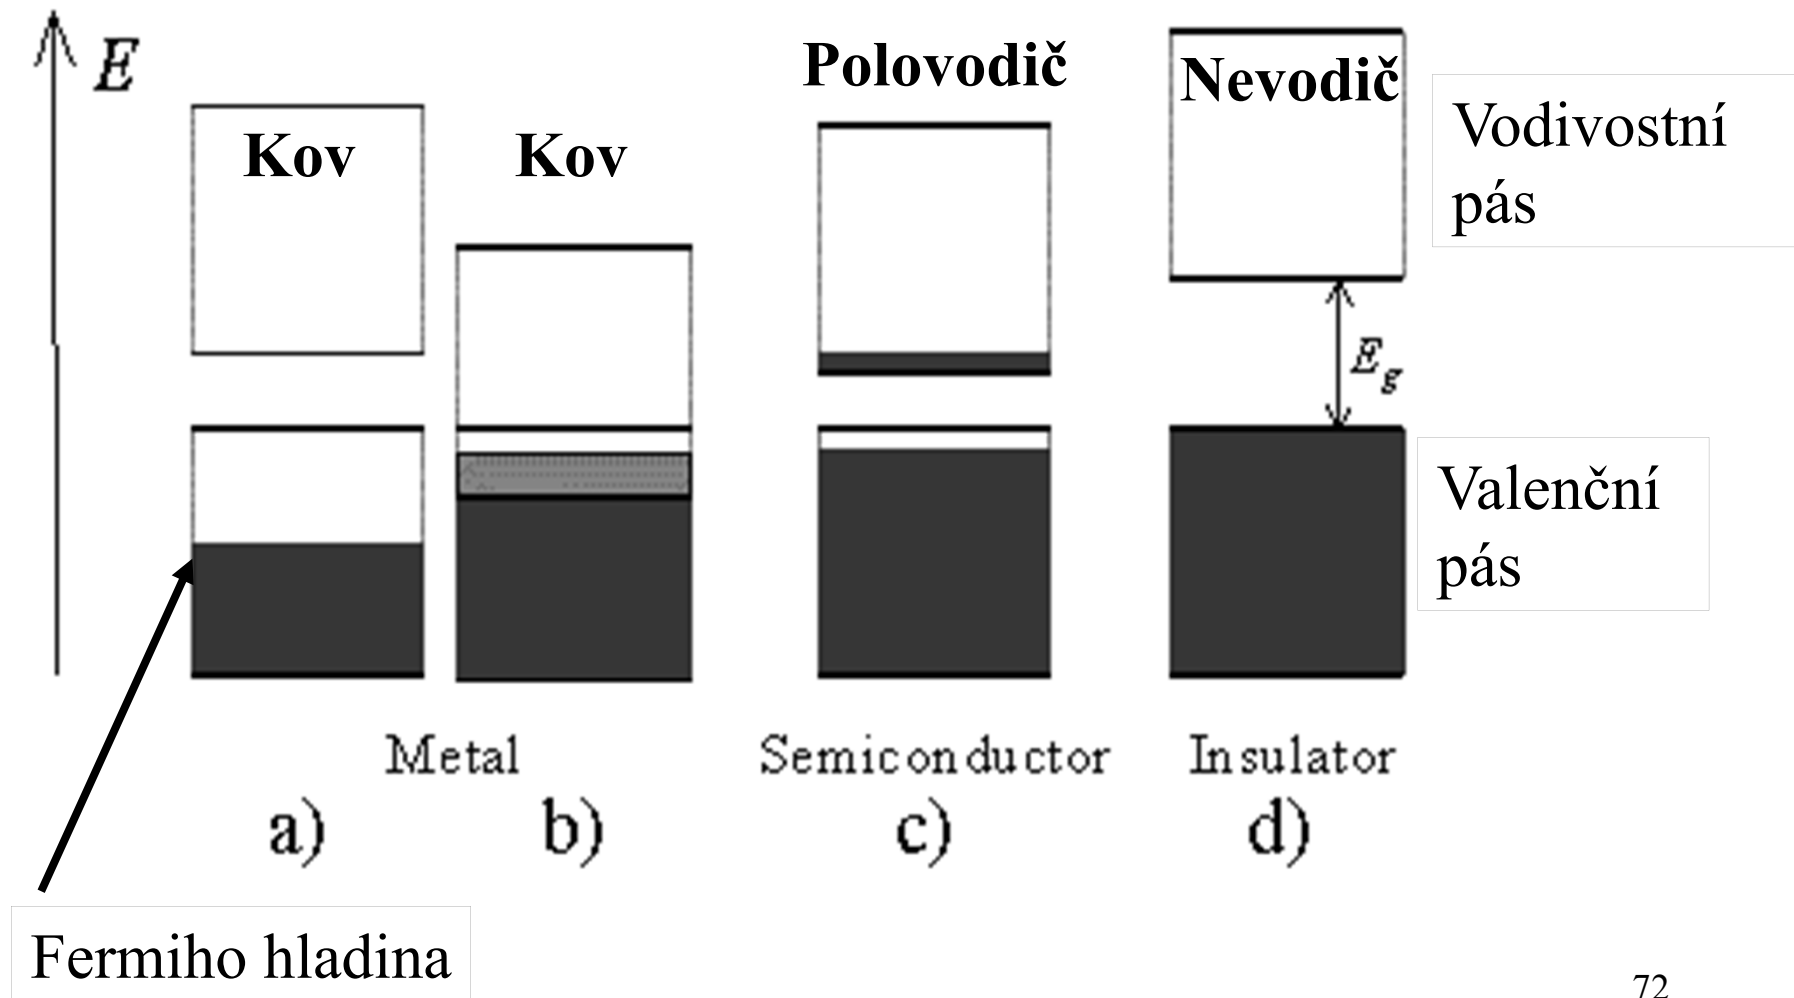 E
Kov
Kov
Polovodič
Nevodič
Vodivostní
pás
E_g
Valenční
pás
Metal
Semiconductor
Insulator
a)
b)
c)
d)
Fermiho hladina
72